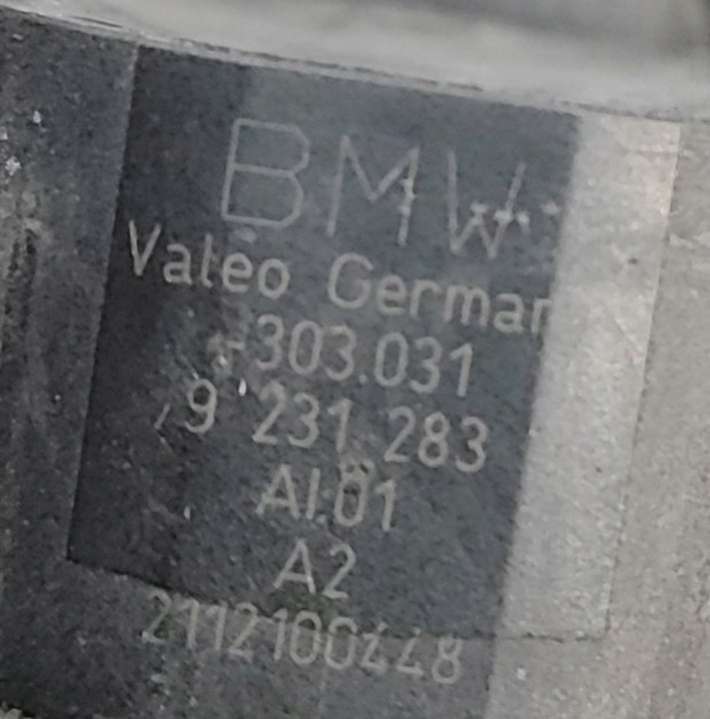 BMW
Valeo German
303.031
9 231 283
AI:01
A2
2112100448